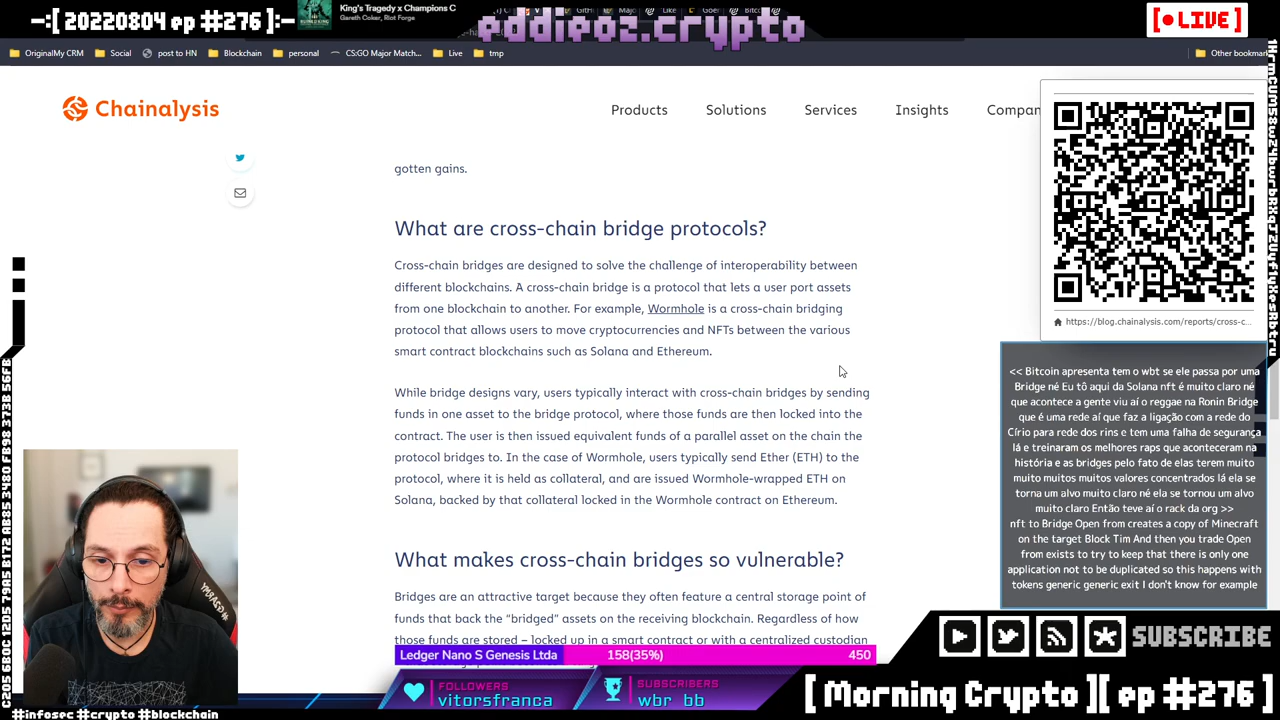 -:[ 20220804 ep #276 ]:-
King's Tragedy x Champions C
Gareth Coker, Riot Forge
eddieoz.crypto
[● LIVE]
OriginalMy CRM
Social
post to HN
Blockchain
personal
CS:GO Major Match...
Live
tmp
Other bookmar
Chainalysis
Products
Solutions
Services
Insights
Compan
gotten gains.
What are cross-chain bridge protocols?
Cross-chain bridges are designed to solve the challenge of interoperability between
different blockchains. A cross-chain bridge is a protocol that lets a user port assets
from one blockchain to another. For example, Wormhole is a cross-chain bridging
protocol that allows users to move cryptocurrencies and NFTs between the various
smart contract blockchains such as Solana and Ethereum.
While bridge designs vary, users typically interact with cross-chain bridges by sending
funds in one asset to the bridge protocol, where those funds are then locked into the
contract. The user is then issued equivalent funds of a parallel asset on the chain the
protocol bridges to. In the case of Wormhole, users typically send Ether (ETH) to the
protocol, where it is held as collateral, and are issued Wormhole-wrapped ETH on
Solana, backed by that collateral locked in the Wormhole contract on Ethereum.
What makes cross-chain bridges so vulnerable?
Bridges are an attractive target because they often feature a central storage point of
funds that back the “bridged” assets on the receiving blockchain. Regardless of how
those funds are stored – locked up in a smart contract or with a centralized custodian
https://blog.chainalysis.com/reports/cross-c...
<< Bitcoin apresenta tem o wbt se ele passa por uma
Bridge né Eu tô aqui da Solana nft é muito claro né
que acontece a gente viu aí o reggae na Ronin Bridge
que é uma rede aí que faz a ligação com a rede do
Círio para rede dos rins e tem uma falha de segurança
lá e treinaram os melhores raps que aconteceram na
história e as bridges pelo fato de elas terem muito
muito muitos muitos valores concentrados lá ela se
torna um alvo muito claro né ela se tornou um alvo
muito claro Então teve aí o rack da org >>
nft to Bridge Open from creates a copy of Minecraft
on the target Block Tim And then you trade Open
from exists to try to keep that there is only one
application not to be duplicated so this happens with
tokens generic generic exit I don't know for example
Ledger Nano S Genesis Ltda
158(35%)
450
FOLLOWERS
vitorsfranca
SUBSCRIBERS
wbr_bb
SUBSCRIBE
[ Morning Crypto ][ ep #276 ]
#infosec #crypto #blockchain